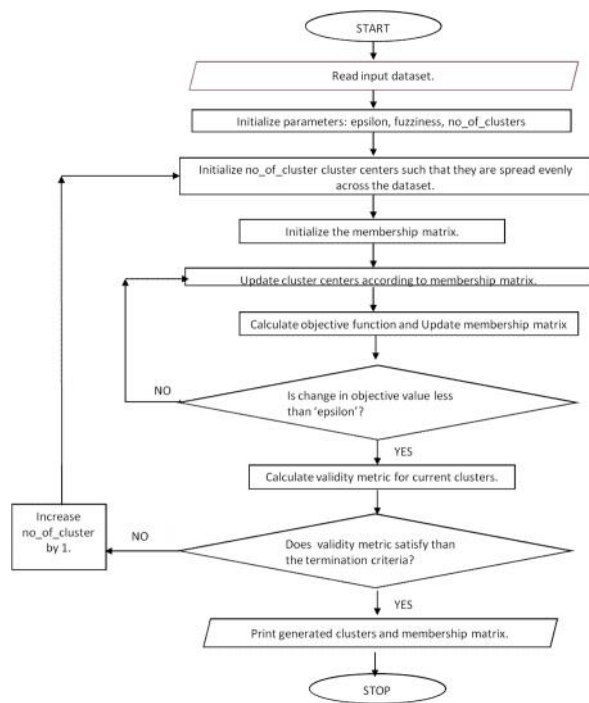 START
Read input dataset.
Initialize parameters: epsilon, fuzziness, no_of_clusters
Initialize no_of_cluster cluster centers such that they are spread evenly
across the dataset.
Initialize the membership matrix.
Update cluster centers according to membership matrix.
Calculate objective function and Update membership matrix
NO
Is change in objective value less
than ‘epsilon’?
YES
Calculate validity metric for current clusters.
Increase
no_of_cluster
by 1.
NO
Does validity metric satisfy than
the termination criteria?
YES
Print generated clusters and membership matrix.
STOP